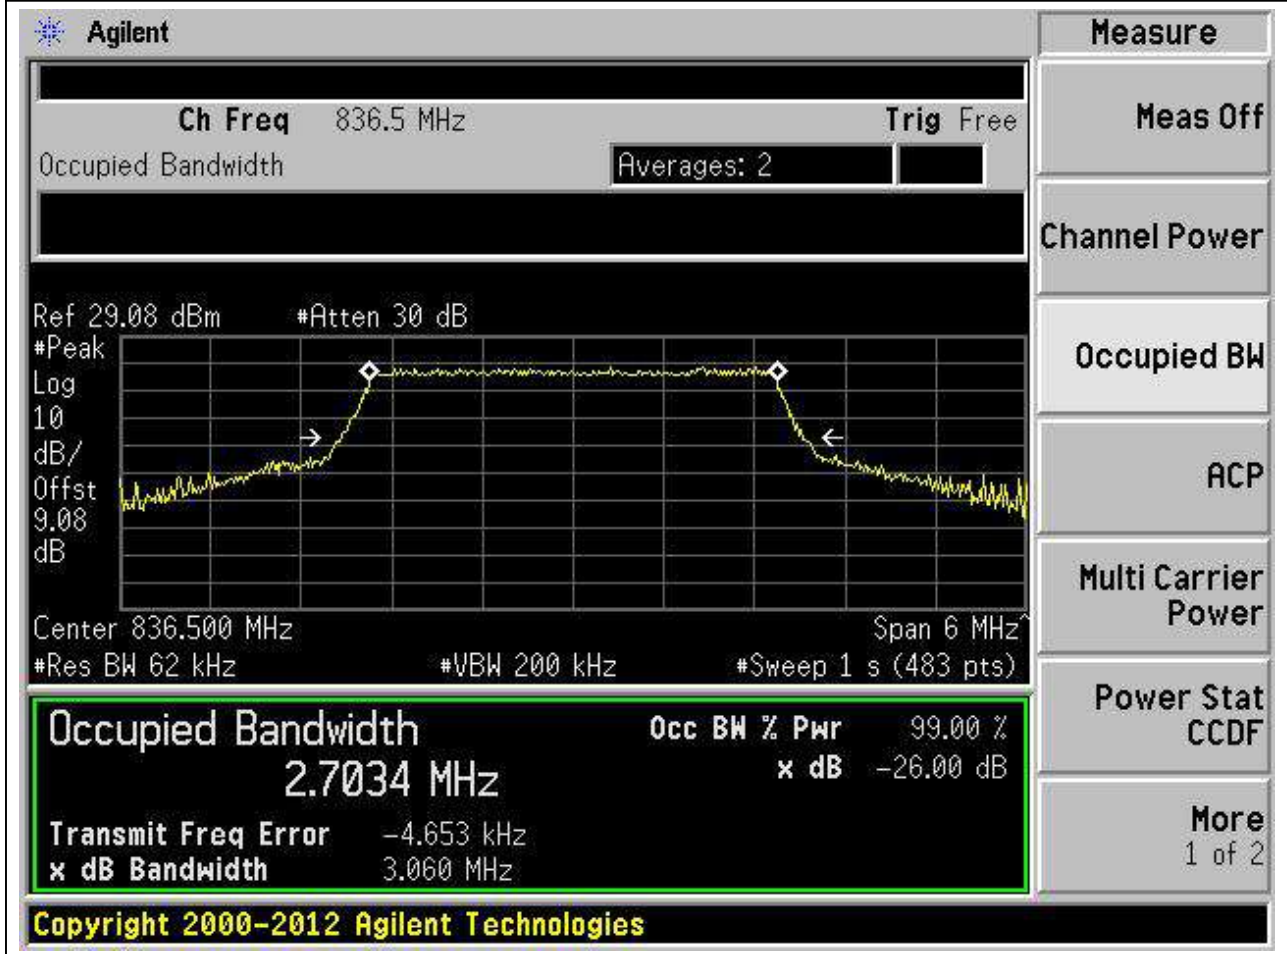 Agilent
Measure
Ch Freq 836.5 MHz Trig Free
Occupied Bandwidth Averages: 2
Meas Off
Channel Power
Occupied BW
ACP
Multi Carrier
Power
Power Stat
CCDF
More
1 of 2
Ref 29.08 dBm #Atten 30 dB
#Peak
Log
10
dB/
Offst
9.08
dB
Center 836.500 MHz Span 6 MHz^
#Res BW 62 kHz #VBW 200 kHz #Sweep 1 s (483 pts)
Occupied Bandwidth Occ BW % Pwr 99.00 %
2.7034 MHz x dB -26.00 dB
Transmit Freq Error -4.653 kHz
x dB Bandwidth 3.060 MHz
Copyright 2000-2012 Agilent Technologies